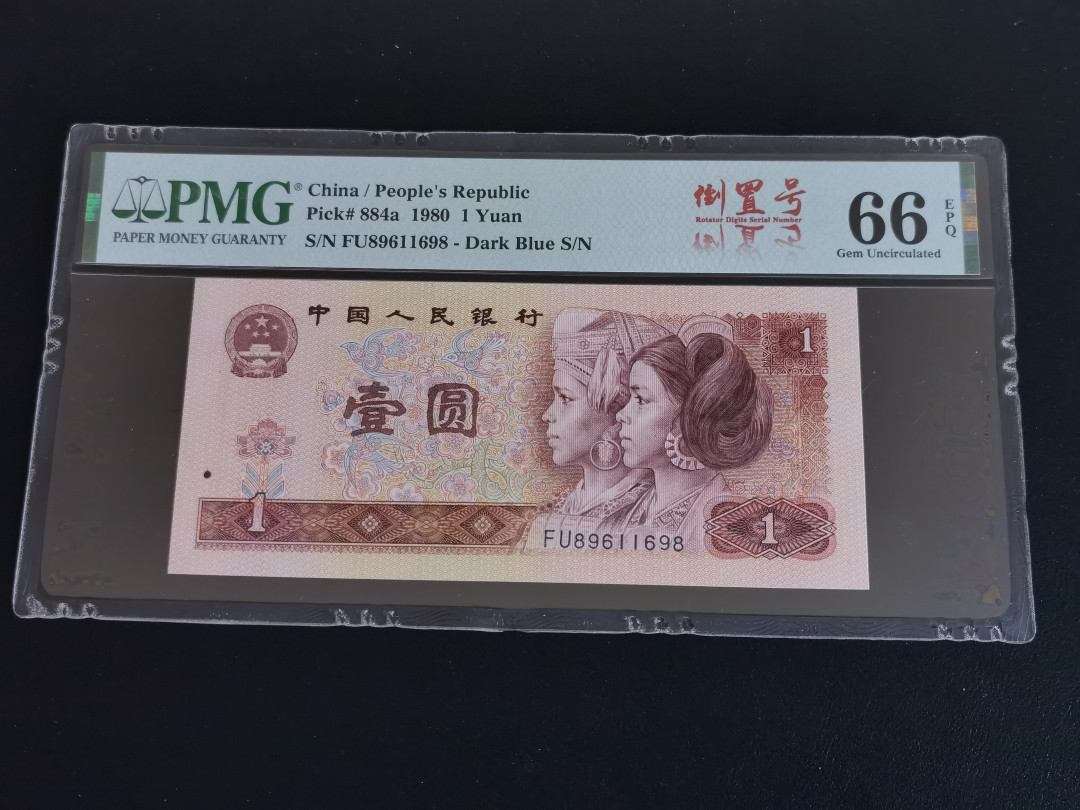 PMG®
PAPER MONEY GUARANTY
China / People's Republic
Pick# 884a 1980 1 Yuan
S/N FU89611698 - Dark Blue S/N
倒置号
Rotator Digits Serial Number
66
EPQ
Gem Uncirculated
中国人民银行
1
壹圆
1
FU89611698
1